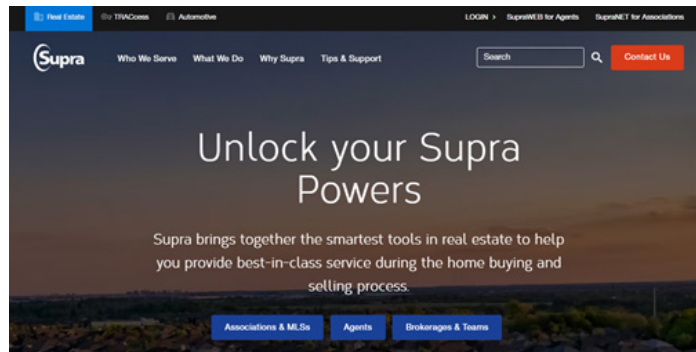 Real Estate TRACcess Automotive LOGIN > SupraWEB for Agents SupraNET for Associations
Supra Who We Serve What We Do Why Supra Tips & Support Search Contact Us
Unlock your Supra
Powers
Supra brings together the smartest tools in real estate to help
you provide best-in-class service during the home buying and
selling process.
Associations & MLSs Agents Brokerages & Teams